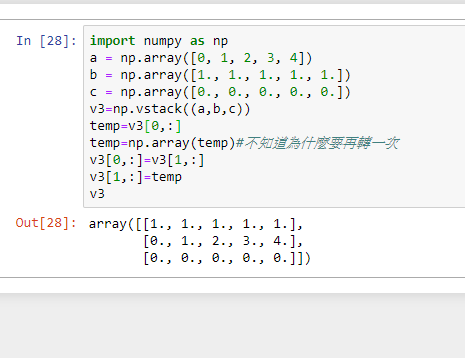 In [28]: import numpy as np
a = np.array([0, 1, 2, 3, 4])
b = np.array([1., 1., 1., 1., 1.])
c = np.array([0., 0., 0., 0., 0.])
v3=np.vstack((a,b,c))
temp=v3[0,:]
temp=np.array(temp)#不知道為什麼要再轉一次
v3[0,:]=v3[1,:]
v3[1,:]=temp
v3
Out[28]: array([[1., 1., 1., 1., 1.],
[0., 1., 2., 3., 4.],
[0., 0., 0., 0., 0.]])